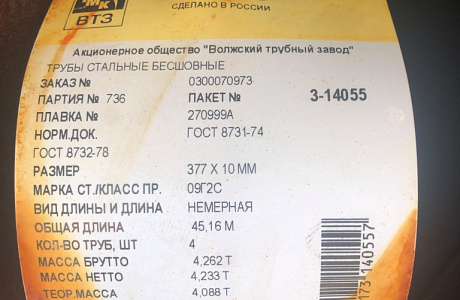 МК
ВТЗ
СДЕЛАНО В РОССИИ
Акционерное общество "Волжский трубный завод"
ТРУБЫ СТАЛЬНЫЕ БЕСШОВНЫЕ
ЗАКАЗ № 0300070973
ПАРТИЯ № 736 ПАКЕТ № 3-14055
ПЛАВКА № 270999А
НОРМ.ДОК. ГОСТ 8731-74
ГОСТ 8732-78
РАЗМЕР 377 X 10 ММ
МАРКА СТ./КЛАСС ПР. 09Г2С
ВИД ДЛИНЫ И ДЛИНА НЕМЕРНАЯ
ОБЩАЯ ДЛИНА 45,16 М
КОЛ-ВО ТРУБ, ШТ 4
МАССА БРУТТО 4,262 Т
МАССА НЕТТО 4,233 Т
ТЕОР.МАССА 4,088 Т
173-140557